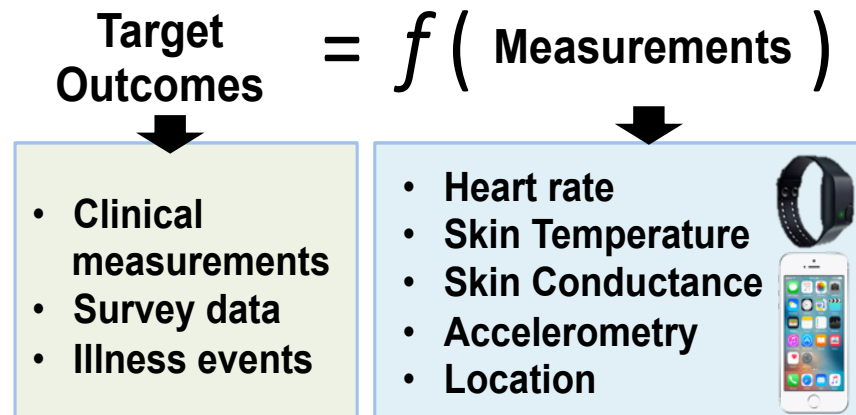 Target Outcomes = f ( Measurements )
• Clinical
measurements
• Survey data
• Illness events
• Heart rate
• Skin Temperature
• Skin Conductance
• Accelerometry
• Location